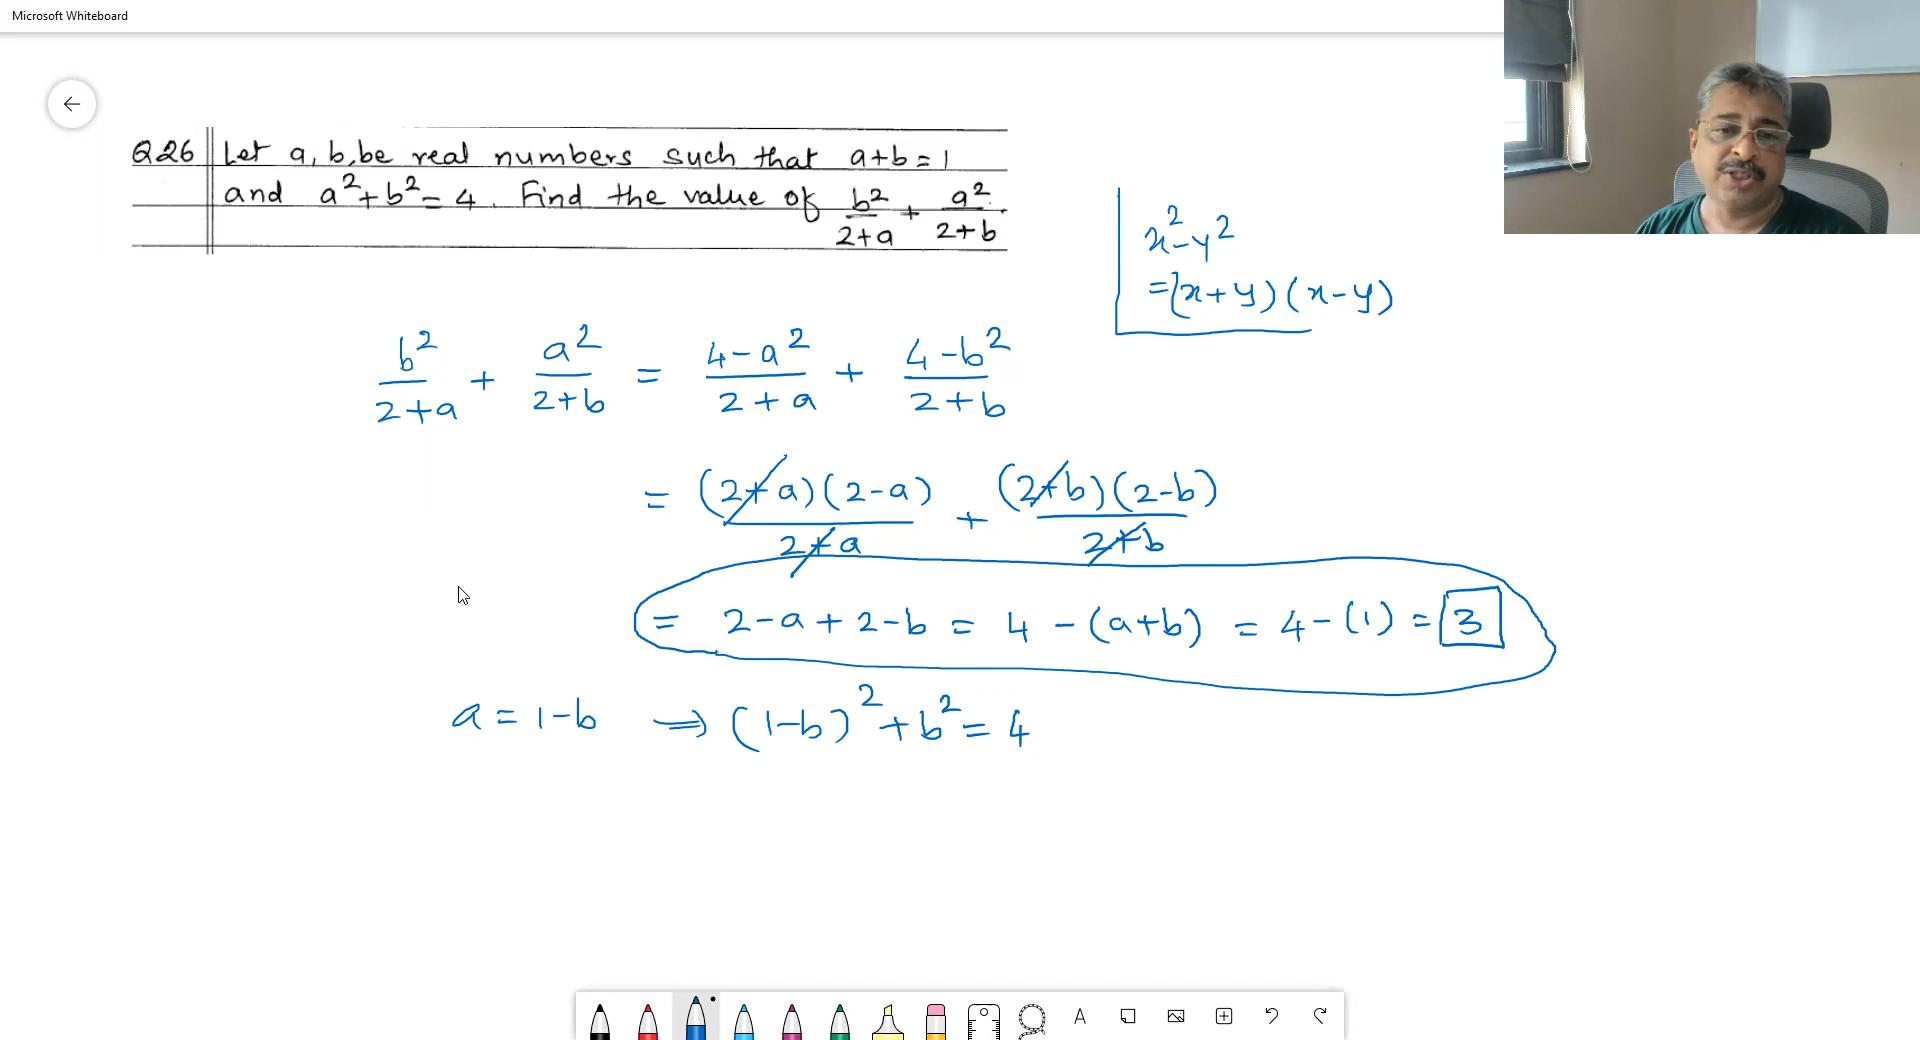 Microsoft Whiteboard
Q26 Let a, b, be real numbers such that a+b=1
and a²+b²=4. Find the value of b²/(2+a) + a²/(2+b).
x²-y²
=(x+y)(x-y)
b²/(2+a) + a²/(2+b) = (4-a²)/(2+a) + (4-b²)/(2+b)
= (2+a)(2-a)/(2+a) + (2+b)(2-b)/(2+b)
= 2-a+2-b = 4-(a+b) = 4-(1) = 3
a=1-b ⇒ (1-b)²+b²=4
A